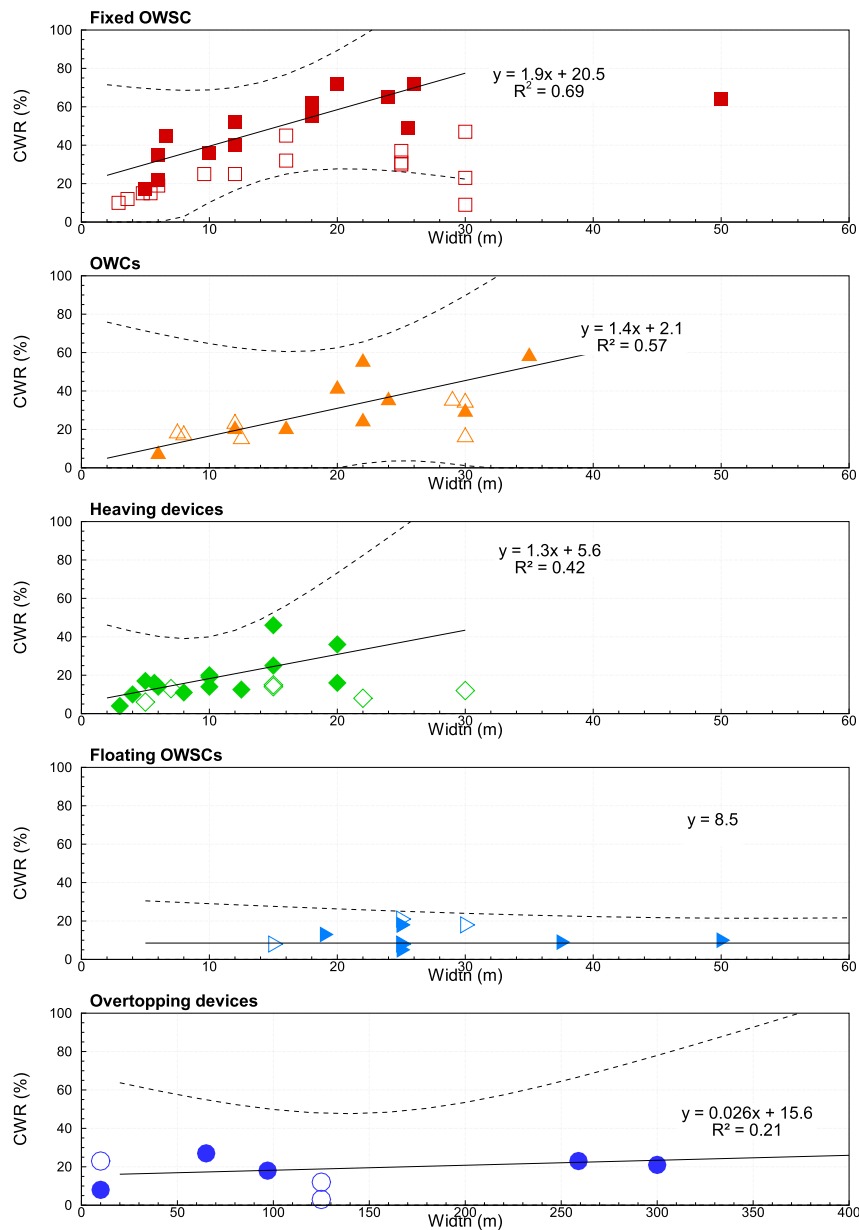 Fixed OWSC
100
80
60
40
20
0
CWR (%)
y = 1.9x + 20.5
R² = 0.69
0 10 20 30 40 50 60
Width (m)
OWCs
100
80
60
40
20
0
CWR (%)
y = 1.4x + 2.1
R² = 0.57
0 10 20 30 40 50 60
Width (m)
Heaving devices
100
80
60
40
20
0
CWR (%)
y = 1.3x + 5.6
R² = 0.42
0 10 20 30 40 50 60
Width (m)
Floating OWSCs
100
80
60
40
20
0
CWR (%)
y = 8.5
0 10 20 30 40 50 60
Width (m)
Overtopping devices
100
80
60
40
20
0
CWR (%)
y = 0.026x + 15.6
R² = 0.21
0 50 100 150 200 250 300 350 400
Width (m)